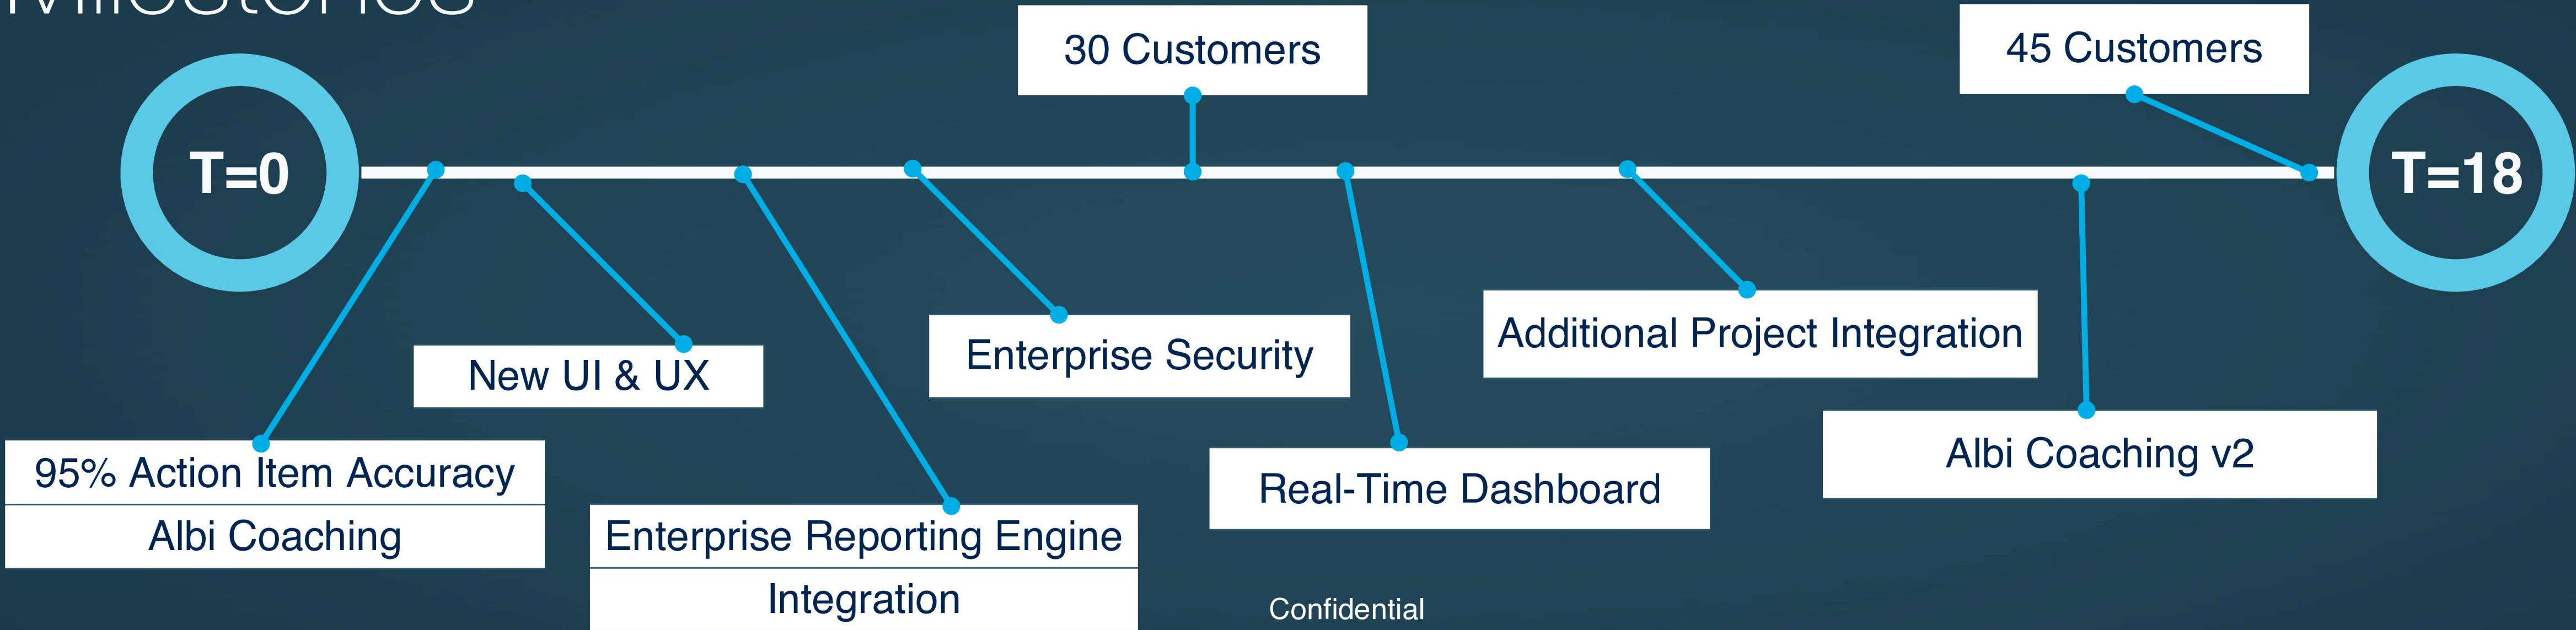 Milestones
30 Customers
45 Customers
T=0
T=18
95% Action Item Accuracy
Albi Coaching
New UI & UX
Enterprise Reporting Engine
Integration
Enterprise Security
Real-Time Dashboard
Additional Project Integration
Albi Coaching v2
Confidential